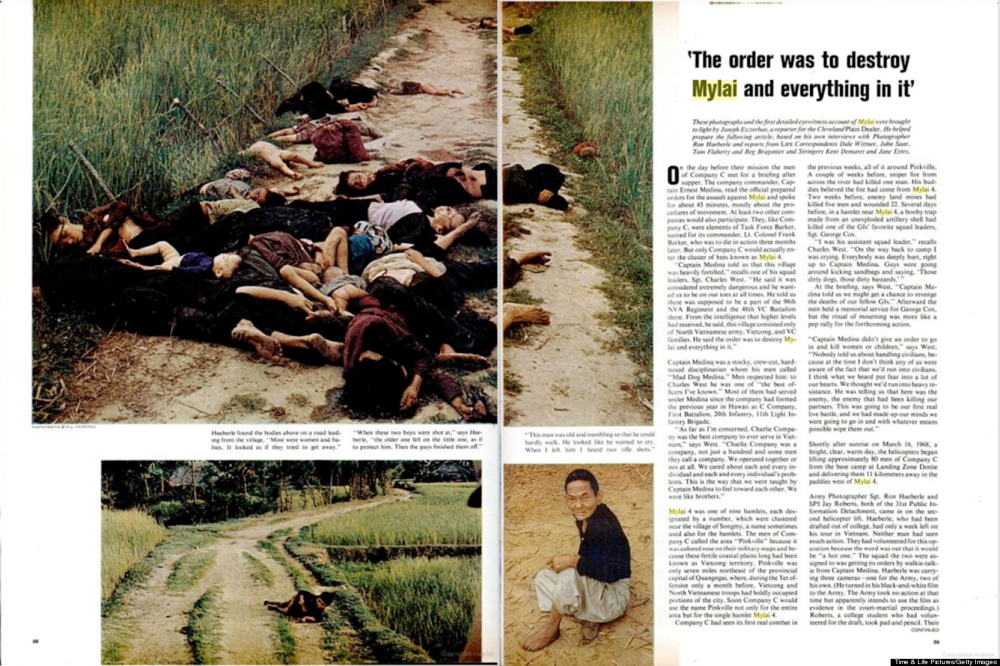 'The order was to destroy
Mylai and everything in it'
These photographs and the first detailed eyewitness account of Mylai were brought
to light by Joseph Eszterhas, a reporter for the Cleveland Plain Dealer. He helped
prepare the following article, based on his own interviews with Photographer
Ron Haeberle and reports from LIFE Correspondents Dale Wittner, John Saar,
Tom Flaherty and Reg Bragonier and Stringers Kent Demaret and Jane Estes.
On the day before their mission the men
of Company C met for a briefing after
supper. The company commander, Cap-
tain Ernest Medina, read the official prepared
orders for the assault against Mylai and spoke
for about 45 minutes, mostly about the pro-
cedures of movement. At least two other com-
panies would also participate. They, like Com-
pany C, were elements of Task Force Barker,
named for its commander, Lt. Colonel Frank
Barker, who was to die in action three months
later. But only Company C would actually en-
ter the cluster of huts known as Mylai 4.
"Captain Medina told us that this village
was heavily fortified," recalls one of his squad
leaders, Sgt. Charles West. "He said it was
considered extremely dangerous and he want-
ed us to be on our toes at all times. He told us
there was supposed to be a part of the 98th
NVA Regiment and the 48th VC Battalion
there. From the intelligence that higher levels
had received, he said, this village consisted only
of North Vietnamese army, Vietcong, and VC
families. He said the order was to destroy My-
lai and everything in it."
Captain Medina was a stocky, crew-cut, hard-
nosed disciplinarian whom his men called
"Mad Dog Medina." Men respected him: to
Charles West he was one of "the best of-
ficers I've known." Most of them had served
under Medina since the company had formed
the previous year in Hawaii as C Company,
First Battalion, 20th Infantry, 11th Light In-
fantry Brigade.
"As far as I'm concerned, Charlie Compa-
ny was the best company to ever serve in Viet-
nam," says West. "Charlie Company was a
company, not just a hundred and some men
they call a company. We operated together or
not at all. We cared about each and every in-
dividual and each and every individual's prob-
lems. This is the way that we were taught by
Captain Medina to feel toward each other. We
were like brothers."
Mylai 4 was one of nine hamlets, each des-
ignated by a number, which were clustered
near the village of Songmy, a name sometimes
used also for the hamlets. The men of Com-
pany C called the area "Pinkville" because it
was colored rose on their military maps and be-
cause these fertile coastal plains long had been
known as Vietcong territory. Pinkville was
only seven miles northeast of the provincial
capital of Quangngai, where, during the Tet of-
fensive only a month before, Vietcong and
North Vietnamese troops had boldly occupied
portions of the city. Soon Company C would
use the name Pinkville not only for the entire
area but for the single hamlet Mylai 4.
Company C had seen its first real combat in
the previous weeks, all of it around Pinkville.
A couple of weeks before, sniper fire from
across the river had killed one man. His bud-
dies believed the fire had come from Mylai 4.
Two weeks before, enemy land mines had
killed five men and wounded 22. Several days
before, in a hamlet near Mylai 4, a booby trap
made from an unexploded artillery shell had
killed one of the GIs' favorite squad leaders,
Sgt. George Cox.
"I was his assistant squad leader," recalls
Charles West. "On the way back to camp I
was crying. Everybody was deeply hurt, right
up to Captain Medina. Guys were going
around kicking sandbags and saying, 'Those
dirty dogs, those dirty bastards.' "
At the briefing, says West, "Captain Me-
dina told us we might get a chance to revenge
the deaths of our fellow GIs." Afterward the
men held a memorial service for George Cox,
but the ritual of mourning was more like a
pep rally for the forthcoming action.
"Captain Medina didn't give an order to go
in and kill women or children," says West.
"Nobody told us about handling civilians, be-
cause at the time I don't think any of us were
aware of the fact that we'd run into civilians.
I think what we heard put fear into a lot of
our hearts. We thought we'd run into heavy re-
sistance. He was telling us that here was the
enemy, the enemy that had been killing our
partners. This was going to be our first real
live battle, and we had made up our minds we
were going to go in and with whatever means
possible wipe them out."
Shortly after sunrise on March 16, 1968, a
bright, clear, warm day, the helicopters began
lifting approximately 80 men of Company C
from the base camp at Landing Zone Dottie
and delivering them 11 kilometers away in the
paddies west of Mylai 4.
Army Photographer Sgt. Ron Haeberle and
SP5 Jay Roberts, both of the 31st Public In-
formation Detachment, came in on the sec-
ond helicopter lift. Haeberle, who had been
drafted out of college, had only a week left on
his tour in Vietnam. Neither man had seen
much action. They had volunteered for this op-
eration because the word was out that it would
be "a hot one." The squad the two were as-
signed to was getting its orders by walkie-talk-
ie from Captain Medina. Haeberle was carry-
ing three cameras—one for the Army, two of
his own. (He turned in his black-and-white film
to the Army. The Army took no action at that
time but apparently intends to use the film as
evidence in the court-martial proceedings.)
Roberts, a college student who had volun-
teered for the draft, took pad and pencil. Their
CONTINUED
PHOTOGRAPHS © R.L. HAEBERLE
Haeberle found the bodies above on a road lead-
ing from the village. "Most were women and ba-
bies. It looked as if they tried to get away."
"When these two boys were shot at," says Hae-
berle, "the older one fell on the little one, as if
to protect him. Then the guys finished them off."
"This man was old and trembling so that he could
hardly walk. He looked like he wanted to cry.
When I left him I heard two rifle shots."
38
39
Copyrighted material
Copyrighted material
Time & Life Pictures/Getty Images